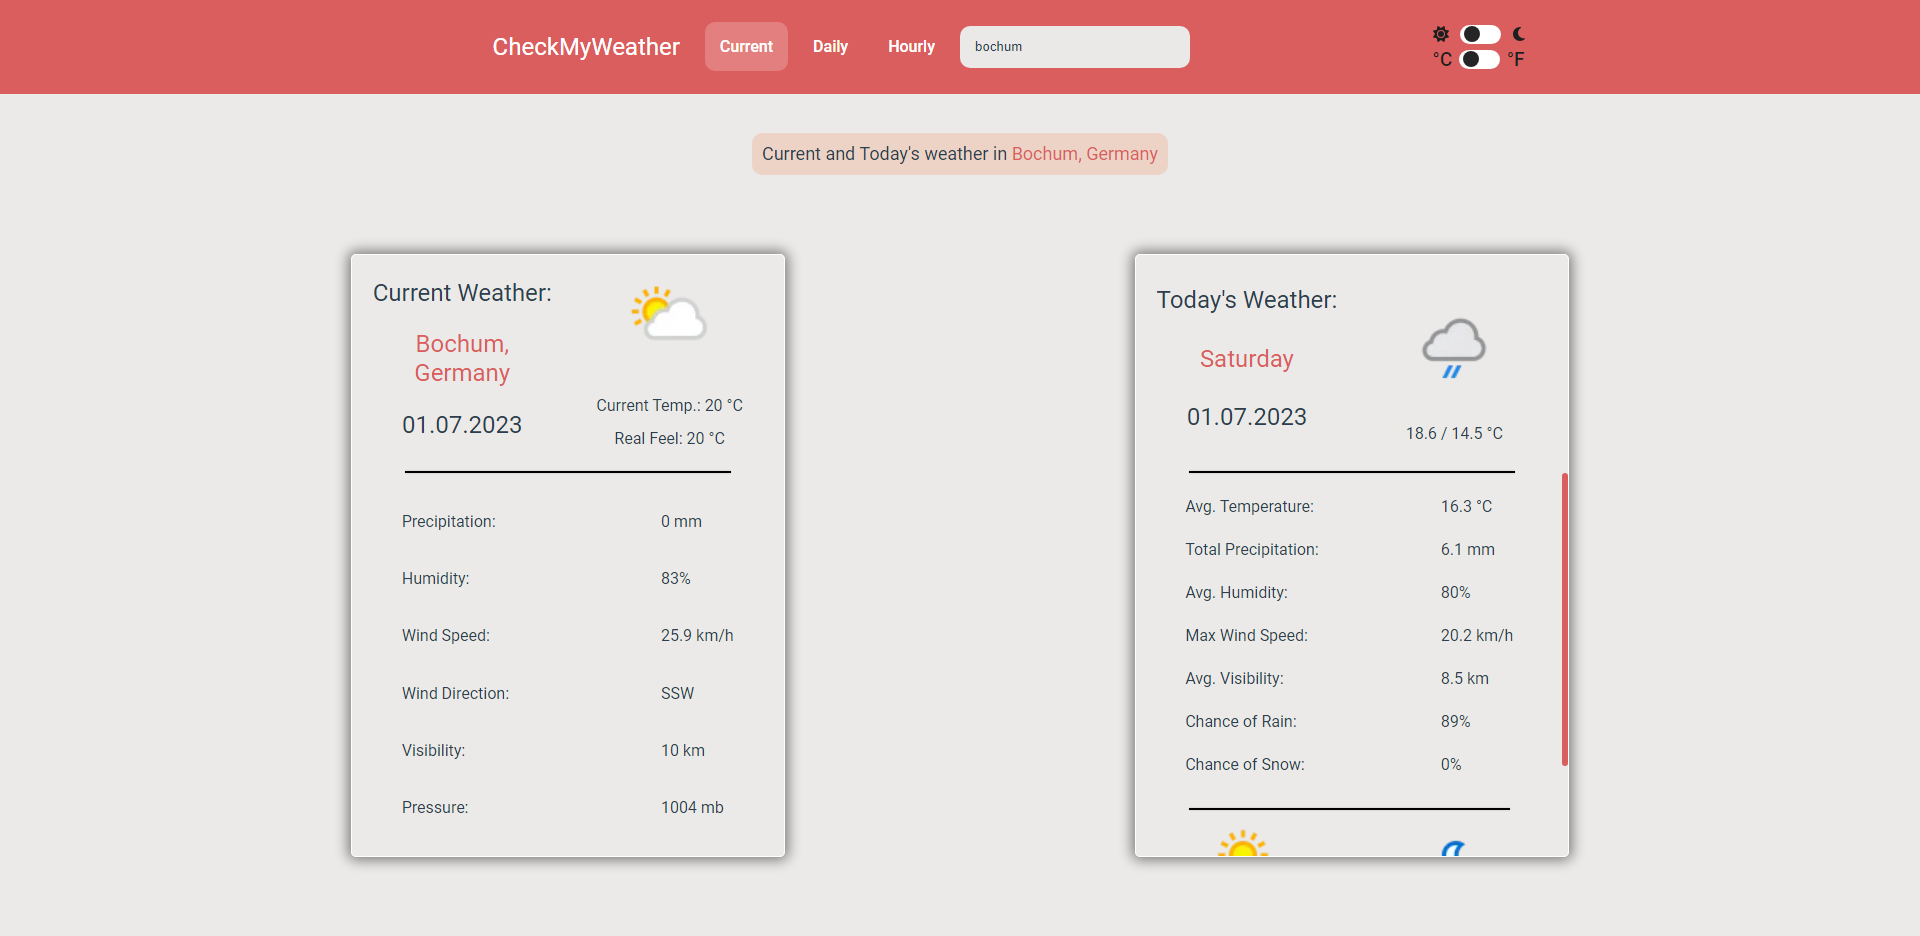 CheckMyWeather Current Daily Hourly bochum
°C °F
Current and Today's weather in Bochum, Germany
Current Weather:
Bochum,
Germany
01.07.2023
Current Temp.: 20 °C
Real Feel: 20 °C
Precipitation: 0 mm
Humidity: 83%
Wind Speed: 25.9 km/h
Wind Direction: SSW
Visibility: 10 km
Pressure: 1004 mb
Today's Weather:
Saturday
01.07.2023
18.6 / 14.5 °C
Avg. Temperature: 16.3 °C
Total Precipitation: 6.1 mm
Avg. Humidity: 80%
Max Wind Speed: 20.2 km/h
Avg. Visibility: 8.5 km
Chance of Rain: 89%
Chance of Snow: 0%